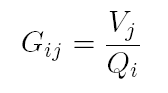 G_{ij} = \frac{V_j}{Q_i}